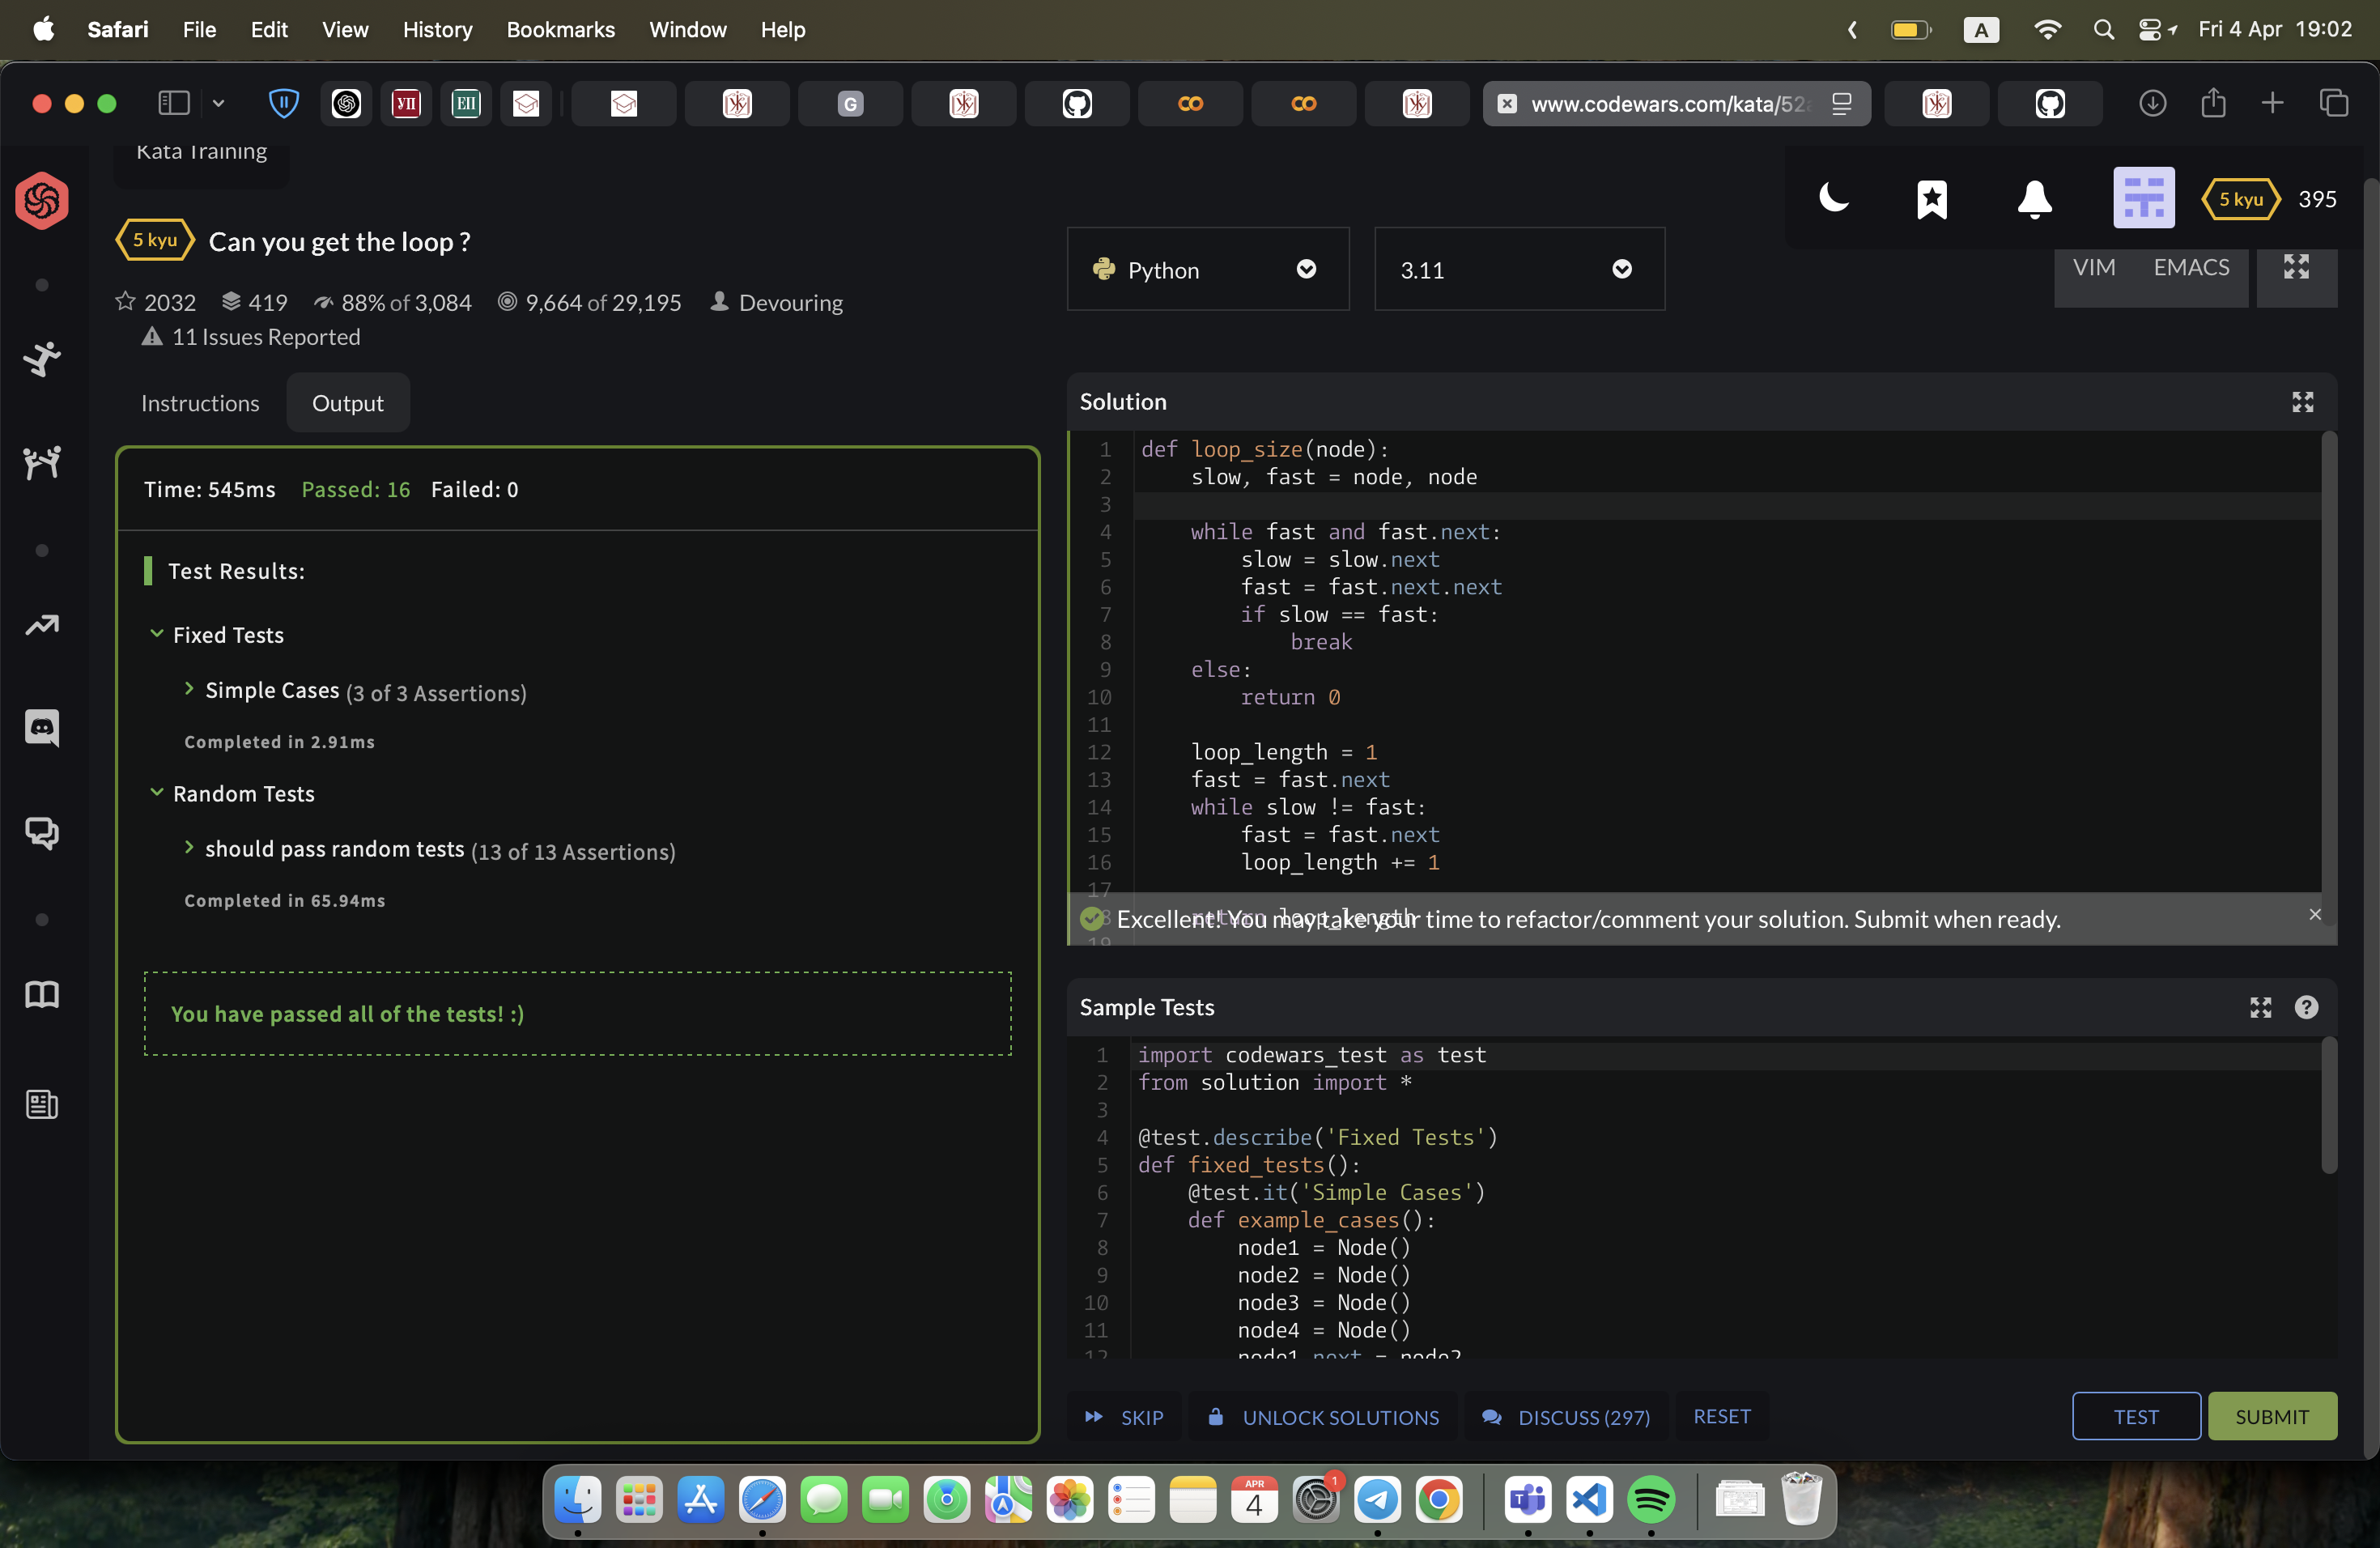 Safari File Edit View History Bookmarks Window Help A Fri 4 Apr 19:02
УП ЕП G www.codewars.com/kata/52
Kata Training
5 kyu 395
5 kyu Can you get the loop ?
2032 419 88% of 3,084 9,664 of 29,195 Devouring
11 Issues Reported
Python 3.11 VIM EMACS
Instructions Output
Time: 545ms Passed: 16 Failed: 0
Test Results:
Fixed Tests
Simple Cases (3 of 3 Assertions)
Completed in 2.91ms
Random Tests
should pass random tests (13 of 13 Assertions)
Completed in 65.94ms
You have passed all of the tests! :)
Solution
1 def loop_size(node):
2 slow, fast = node, node
3
4 while fast and fast.next:
5 slow = slow.next
6 fast = fast.next.next
7 if slow == fast:
8 break
9 else:
10 return 0
11
12 loop_length = 1
13 fast = fast.next
14 while slow != fast:
15 fast = fast.next
16 loop_length += 1
17
18 return loop_length
19
Excellent! You may take your time to refactor/comment your solution. Submit when ready.
Sample Tests
1 import codewars_test as test
2 from solution import *
3
4 @test.describe('Fixed Tests')
5 def fixed_tests():
6 @test.it('Simple Cases')
7 def example_cases():
8 node1 = Node()
9 node2 = Node()
10 node3 = Node()
11 node4 = Node()
12 node1.next = node2
SKIP UNLOCK SOLUTIONS DISCUSS (297) RESET TEST SUBMIT
APR
4
1